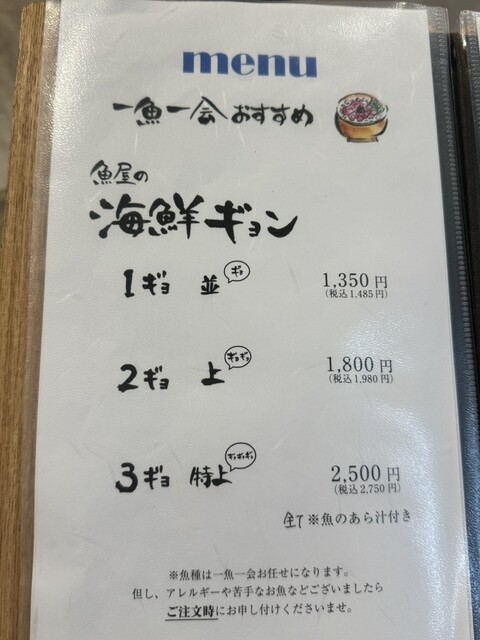 menu
一魚一会おすすめ
魚屋の
海鮮ギョン
1ギョ 並 ギョ 1,350円
(税込1,485円)
2ギョ 上 ギョギョ 1,800円
(税込1,980円)
3ギョ 特上 ギョギョギョ 2,500円
(税込2,750円)
全て※魚のあら汁付き
※魚種は一魚一会お任せになります。
但し、アレルギーや苦手なお魚などございましたら
ご注文時にお申し付けくださいませ。